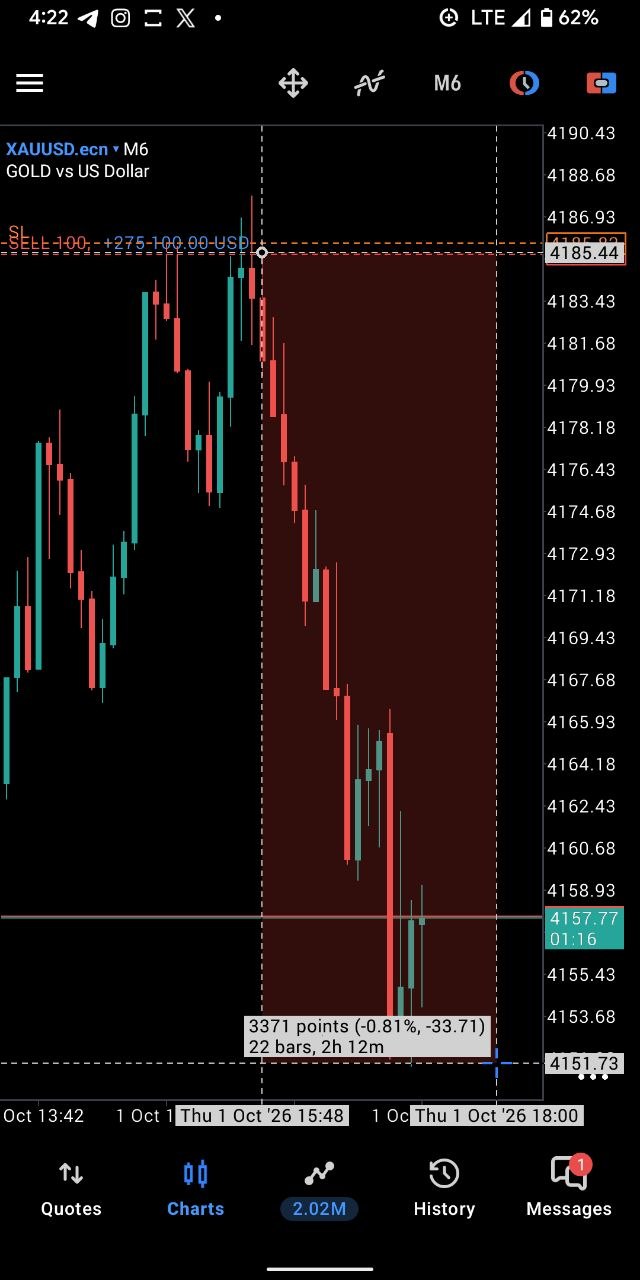 4:22
LTE
62%
M6
XAUUSD.ecn M6
GOLD vs US Dollar
SL
SELL 100, +275 100.00 USD
4190.43
4188.68
4186.93
4185.44
4183.43
4181.68
4179.93
4178.18
4176.43
4174.68
4172.93
4171.18
4169.43
4167.68
4165.93
4164.18
4162.43
4160.68
4158.93
4157.77
01:16
4155.43
4153.68
4151.73
3371 points (-0.81%, -33.71)
22 bars, 2h 12m
Oct 13:42
1 Oct 1
Thu 1 Oct '26 15:48
1 Oc
Thu 1 Oct '26 18:00
1
Quotes
Charts
2.02M
History
Messages